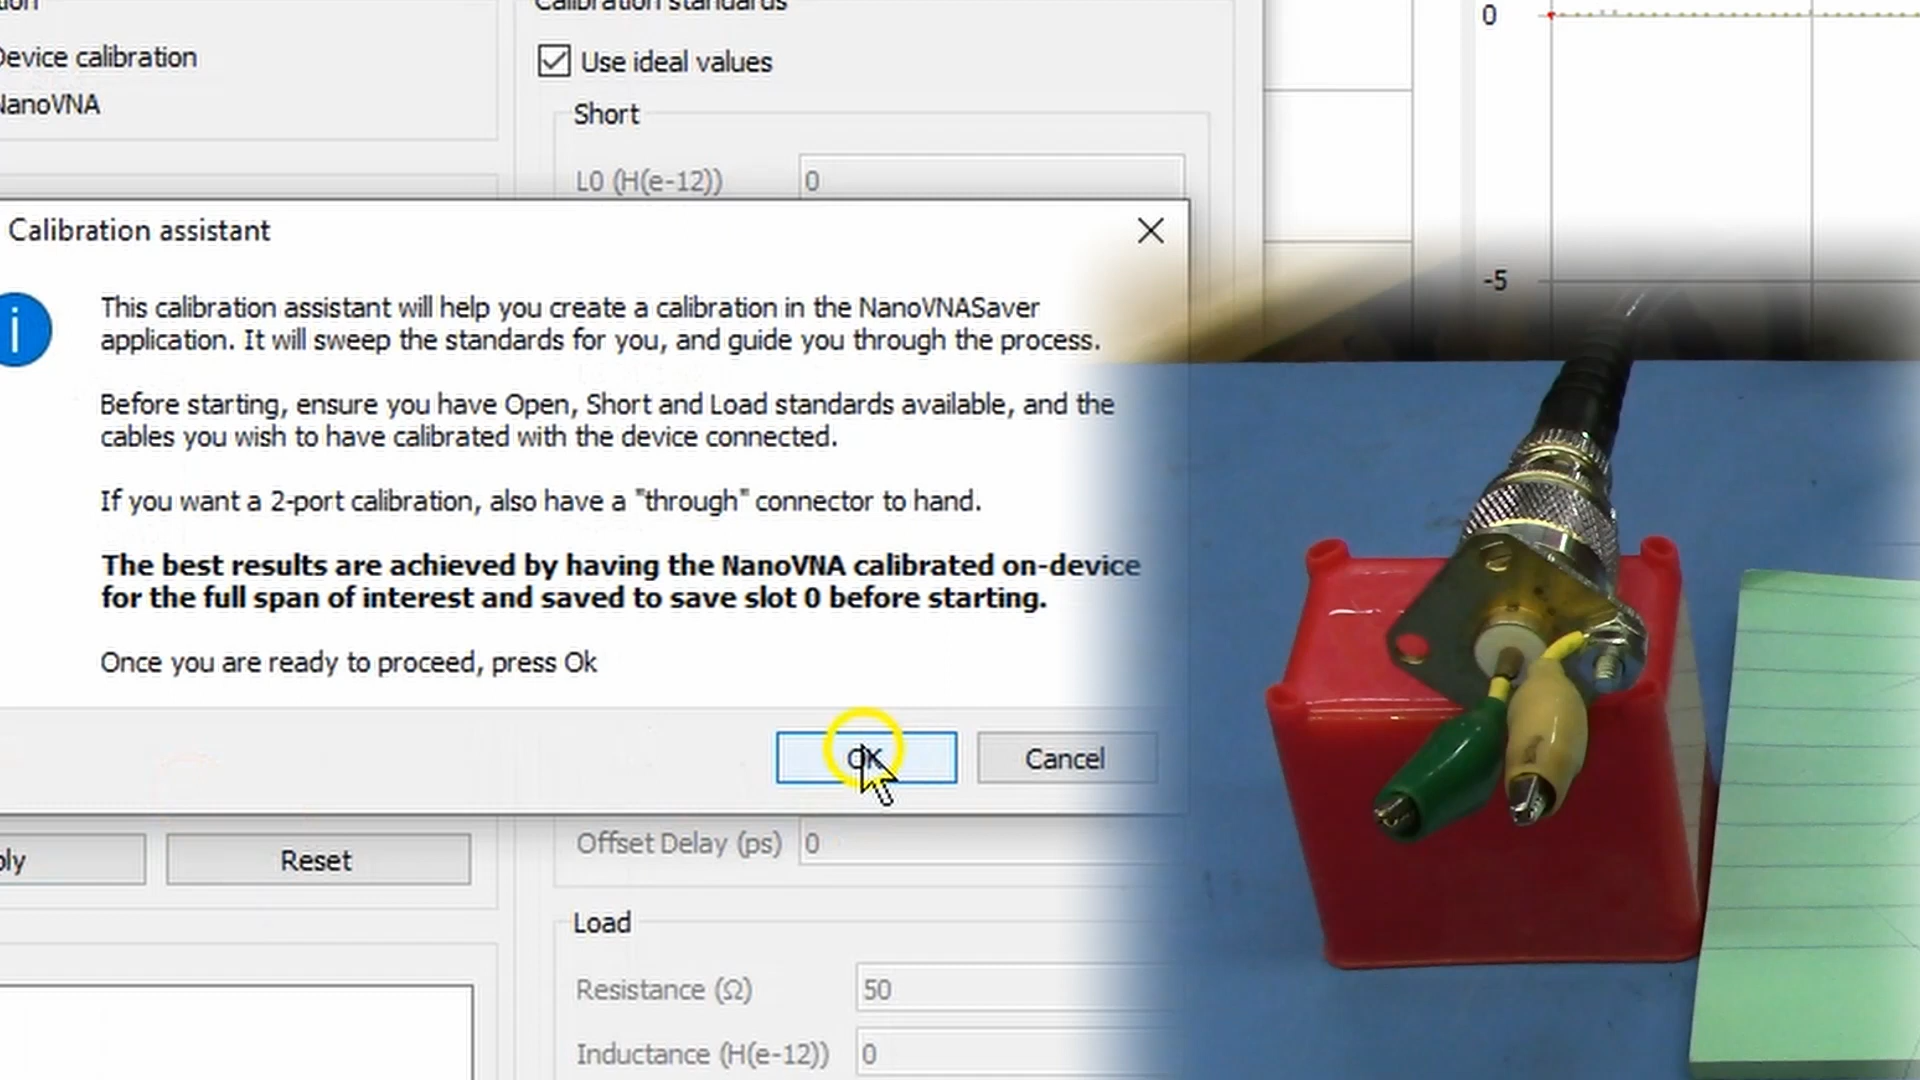 Calibration standards
Device calibration
Use ideal values
NanoVNA
Short
L0 (H(e-12))
0
Calibration assistant
This calibration assistant will help you create a calibration in the NanoVNASaver
application. It will sweep the standards for you, and guide you through the process.
Before starting, ensure you have Open, Short and Load standards available, and the
cables you wish to have calibrated with the device connected.
If you want a 2-port calibration, also have a "through" connector to hand.
The best results are achieved by having the NanoVNA calibrated on-device
for the full span of interest and saved to save slot 0 before starting.
Once you are ready to proceed, press Ok
OK
Cancel
Offset Delay (ps)
0
Reset
Load
Resistance (Ω)
50
Inductance (H(e-12))
0
0
-5